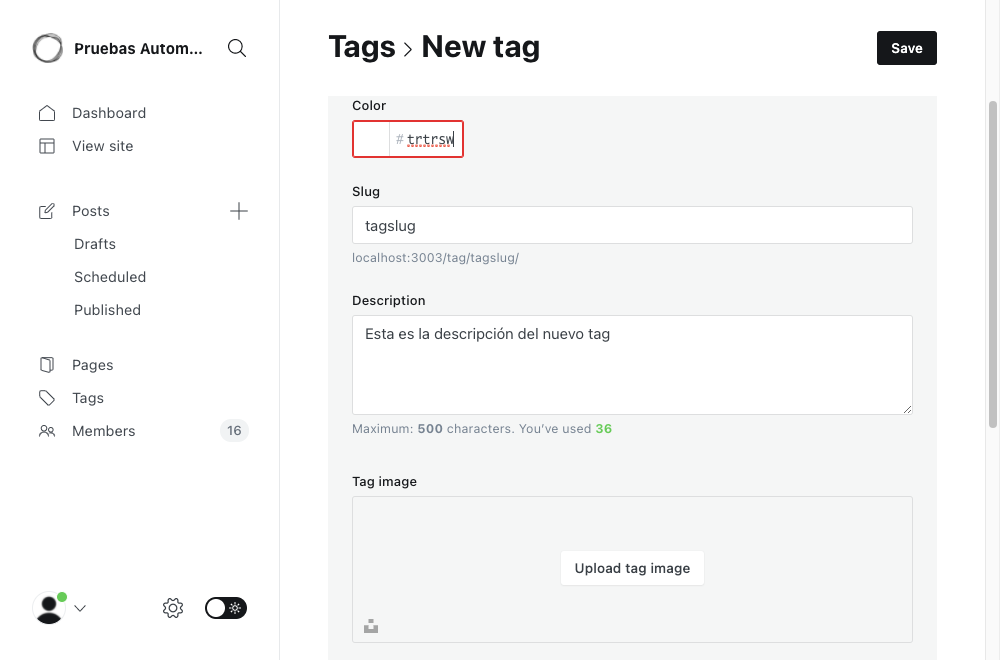 Pruebas Autom...
Dashboard
View site
Posts
Drafts
Scheduled
Published
Pages
Tags
Members 16
Tags › New tag
Save
Color
# trtrsw
Slug
tagslug
localhost:3003/tag/tagslug/
Description
Esta es la descripción del nuevo tag
Maximum: 500 characters. You’ve used 36
Tag image
Upload tag image